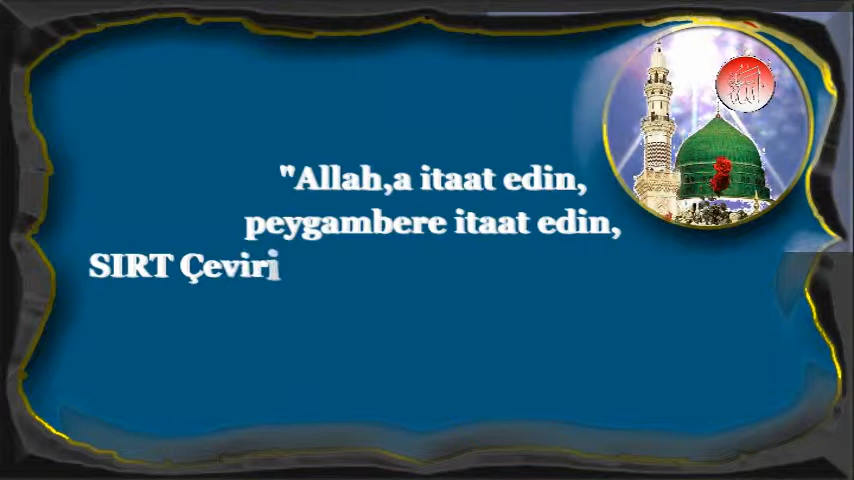 "Allah,a itaat edin,
peygambere itaat edin,
SIRT Çeviri